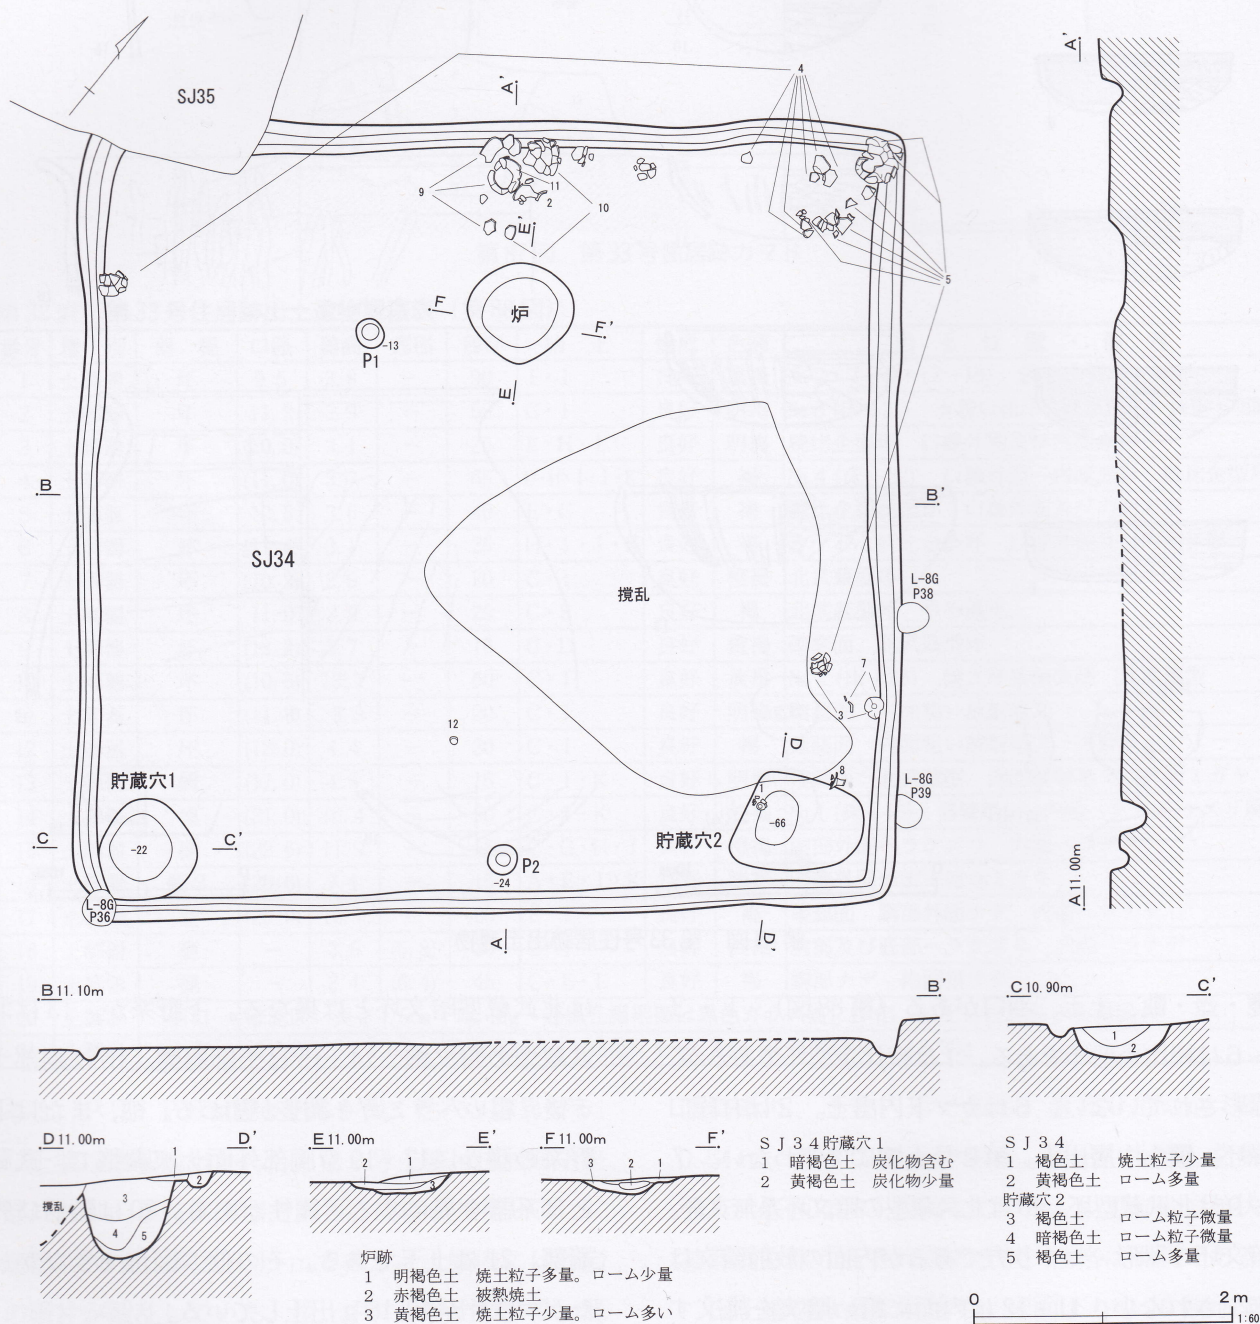 SJ35
A'
4
9
11
2
10
E'
5
F
炉
F'
-13
P1
E
B
B'
SJ34
撹乱
L-8G
P38
7
3
12
D
貯蔵穴1
8
1
L-8G
P39
C
-22
C'
-66
貯蔵穴2
P2
-24
L-8G
P36
A
D'
A'
A 11.00m
B 11.10m
B'
C 10.90m
C'
1
2
D 11.00m
D'
1
2
3
4
5
撹乱
E 11.00m
E'
2
1
3
F 11.00m
F'
3
2
1
炉跡
1 明褐色土 焼土粒子多量。ローム少量
2 赤褐色土 被熱焼土
3 黄褐色土 焼土粒子少量。ローム多い
SJ34貯蔵穴1
1 暗褐色土 炭化物含む
2 黄褐色土 炭化物少量
SJ34
1 褐色土 焼土粒子少量
2 黄褐色土 ローム多量
貯蔵穴2
3 褐色土 ローム粒子微量
4 暗褐色土 ローム粒子微量
5 褐色土 ローム多量
0 2m
1:60